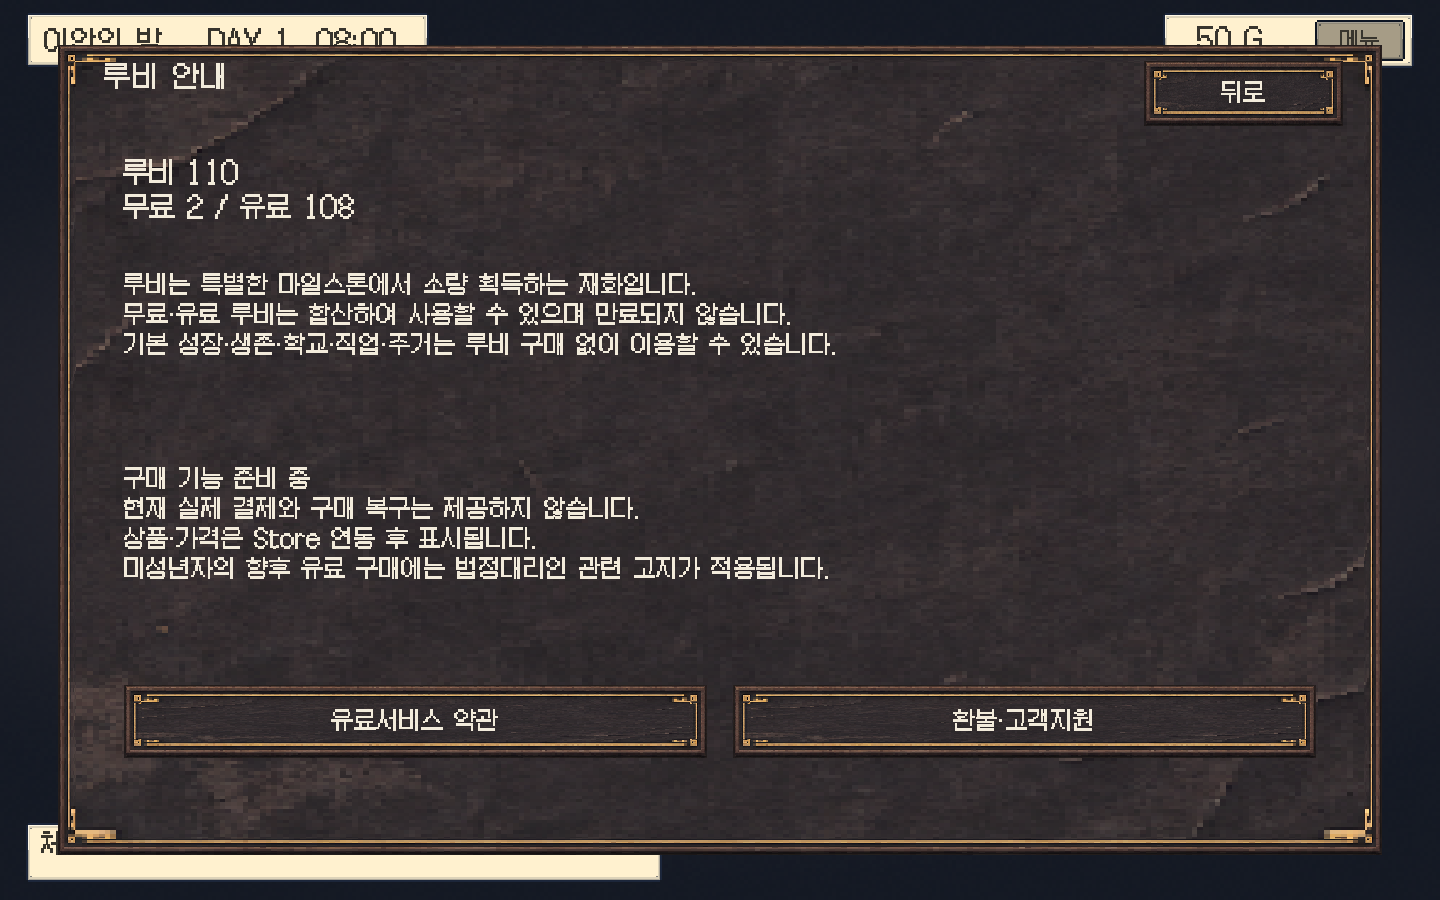 DAY 1 08:00
50 G
메뉴
루비 안내
뒤로
루비 110
무료 2 / 유료 108
루비는 특별한 마일스톤에서 소량 획득하는 재화입니다.
무료·유료 루비는 합산하여 사용할 수 있으며 만료되지 않습니다.
기본 성장·생존·학교·직업·주거는 루비 구매 없이 이용할 수 있습니다.
구매 기능 준비 중
현재 실제 결제와 구매 복구는 제공하지 않습니다.
상품·가격은 Store 연동 후 표시됩니다.
미성년자의 향후 유료 구매에는 법정대리인 관련 고지가 적용됩니다.
유료서비스 약관
환불·고객지원